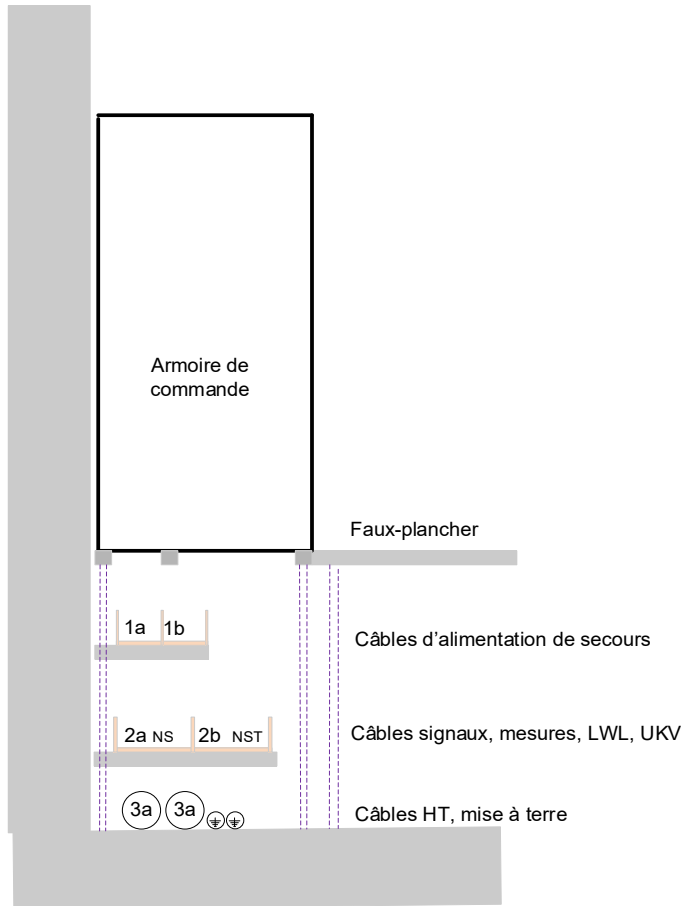 Armoire de
commande
Faux-plancher
1a 1b
Câbles d’alimentation de secours
2a NS 2b NST
Câbles signaux, mesures, LWL, UKV
3a 3a
Câbles HT, mise à terre